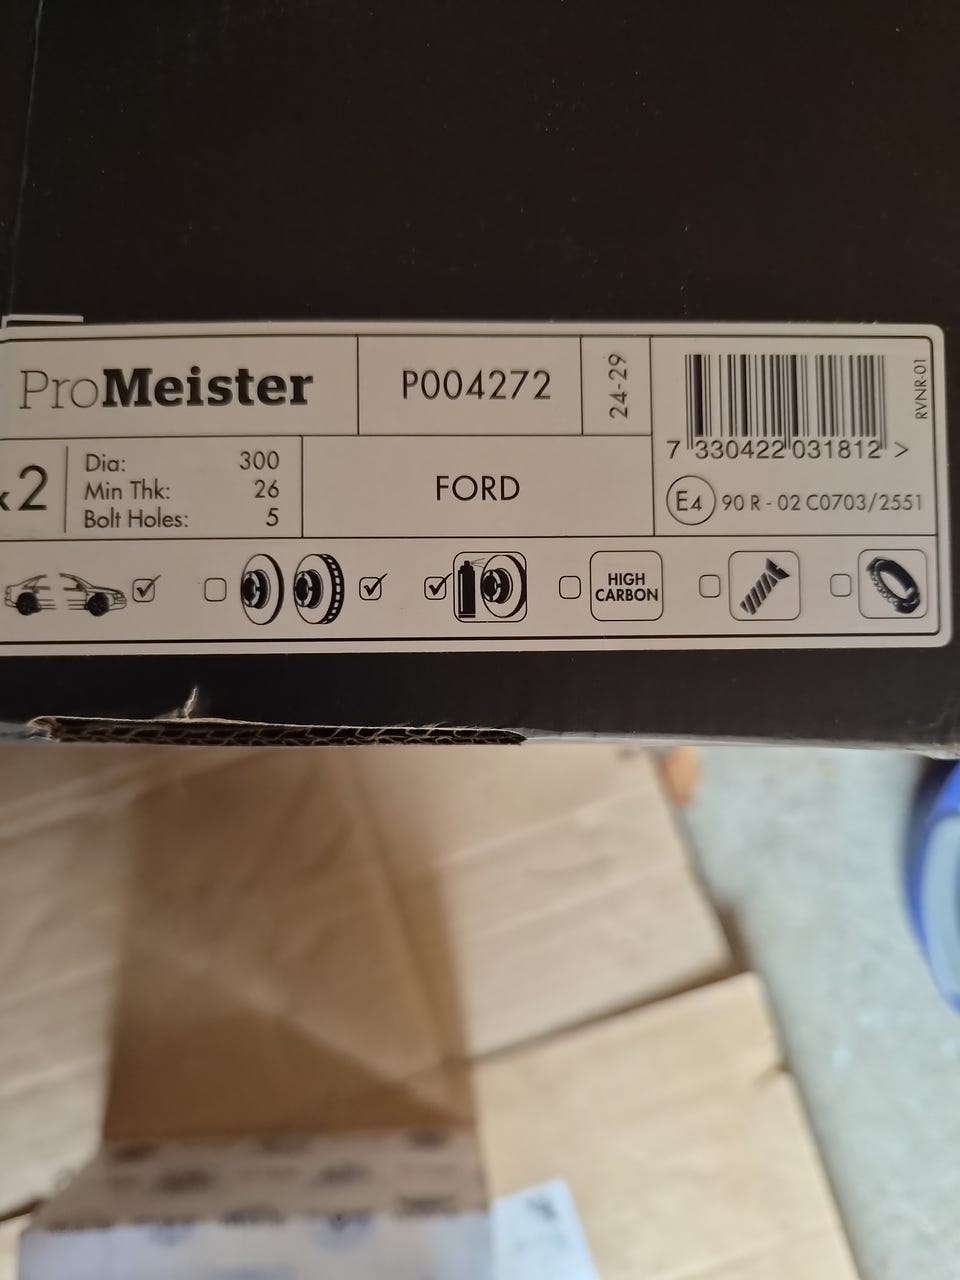 ProMeister
P004272
24-29
7 330422 031812 >
RVNR-01
x2
Dia: 300
Min Thk: 26
Bolt Holes: 5
FORD
E4 90 R - 02 C0703/2551
HIGH
CARBON